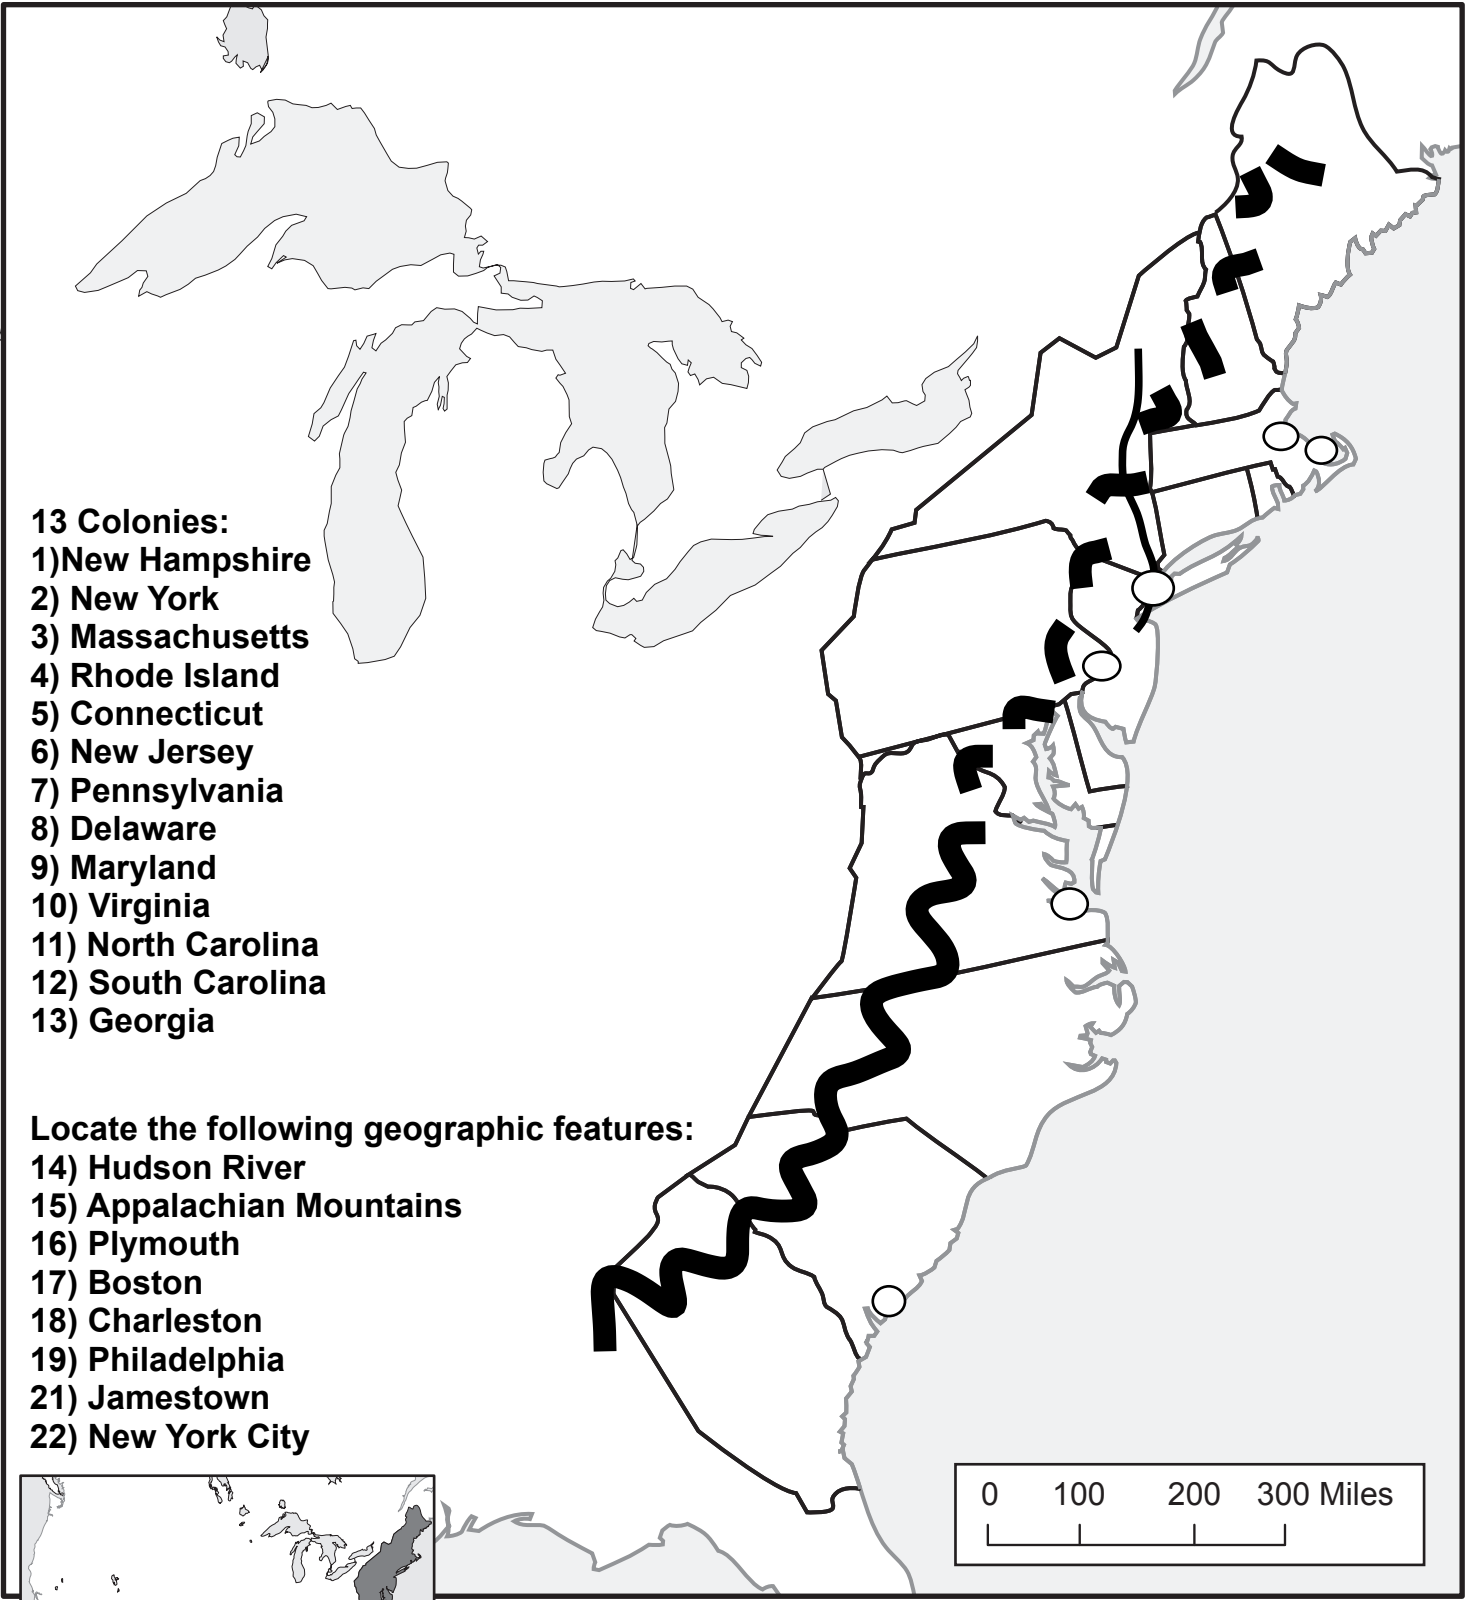 13 Colonies:
1)New Hampshire
2) New York
3) Massachusetts
4) Rhode Island
5) Connecticut
6) New Jersey
7) Pennsylvania
8) Delaware
9) Maryland
10) Virginia
11) North Carolina
12) South Carolina
13) Georgia
Locate the following geographic features:
14) Hudson River
15) Appalachian Mountains
16) Plymouth
17) Boston
18) Charleston
19) Philadelphia
21) Jamestown
22) New York City
0 100 200 300 Miles